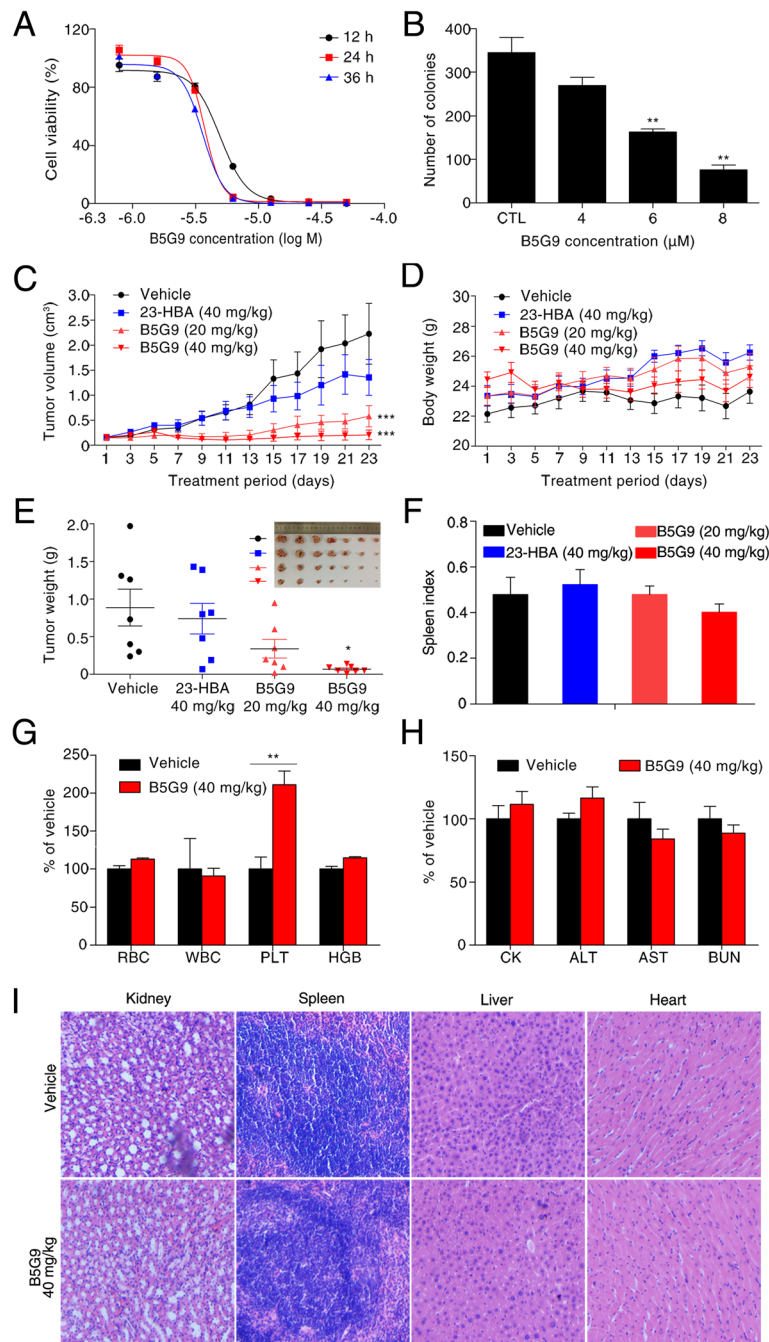 A
12 h
24 h
36 h
Cell viability (%)
120
80
40
0
-6.3
-5.5
-5.0
-4.5
-4.0
B5G9 concentration (log M)
B
Number of colonies
400
300
200
100
0
**
**
CTL
4
6
8
B5G9 concentration (μM)
C
Vehicle
23-HBA (40 mg/kg)
B5G9 (20 mg/kg)
B5G9 (40 mg/kg)
Tumor volume (cm³)
3.0
2.5
2.0
1.5
1.0
0.5
0.0
***
***
1 3 5 7 9 11 13 15 17 19 21 23
Treatment period (days)
D
Vehicle
23-HBA (40 mg/kg)
B5G9 (20 mg/kg)
B5G9 (40 mg/kg)
Body weight (g)
30
28
26
24
22
20
1 3 5 7 9 11 13 15 17 19 21 23
Treatment period (days)
E
Tumor weight (g)
2.0
1.5
1.0
0.5
0.0
*
Vehicle
23-HBA
40 mg/kg
B5G9
20 mg/kg
B5G9
40 mg/kg
F
Vehicle
23-HBA (40 mg/kg)
B5G9 (20 mg/kg)
B5G9 (40 mg/kg)
Spleen index
0.8
0.6
0.4
0.2
0
G
Vehicle
B5G9 (40 mg/kg)
**
% of vehicle
250
200
150
100
50
0
RBC
WBC
PLT
HGB
H
Vehicle
B5G9 (40 mg/kg)
% of vehicle
150
100
50
0
CK
ALT
AST
BUN
I
Kidney
Spleen
Liver
Heart
Vehicle
B5G9
40 mg/kg